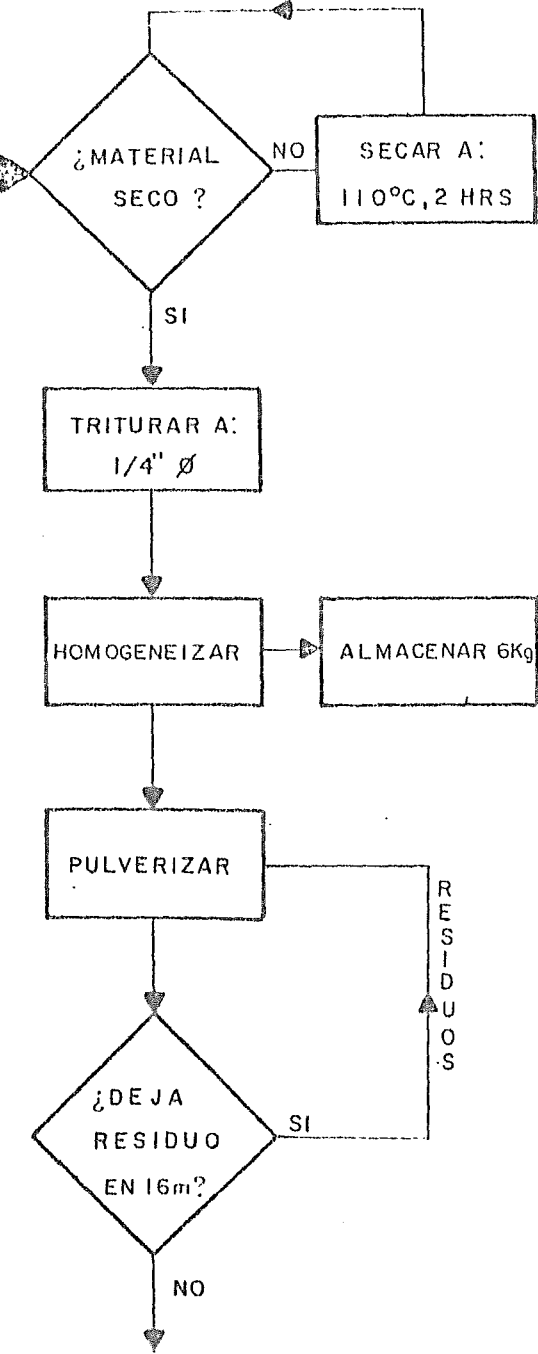 ¿MATERIAL
SECO ?
NO
SECAR A:
110°C, 2 HRS
SI
TRITURAR A:
1/4" Ø
HOMOGENEIZAR
ALMACENAR 6Kg
PULVERIZAR
RESIDUOS
¿DEJA
RESIDUO
EN 16m?
SI
NO